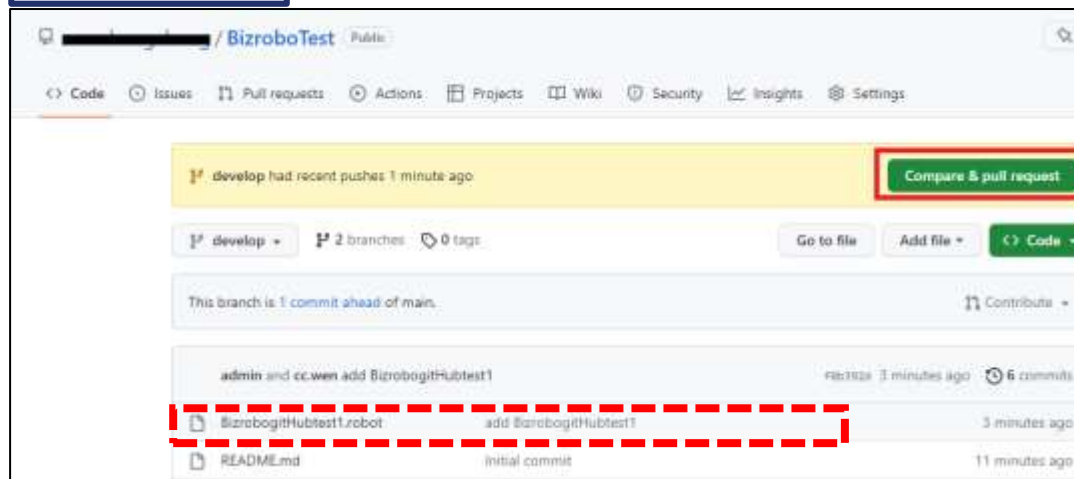 / BizroboTest Public
<> Code Issues Pull requests Actions Projects Wiki Security Insights Settings
develop had recent pushes 1 minute ago Compare & pull request
develop 2 branches 0 tags Go to file Add file <> Code
This branch is 1 commit ahead of main. Contribute
admin and cc.wen add BizrobogitHubtest1 3 minutes ago 6 commits
BizrobogitHubtest1.robot add BizrobogitHubtest1 3 minutes ago
README.md Initial commit 11 minutes ago